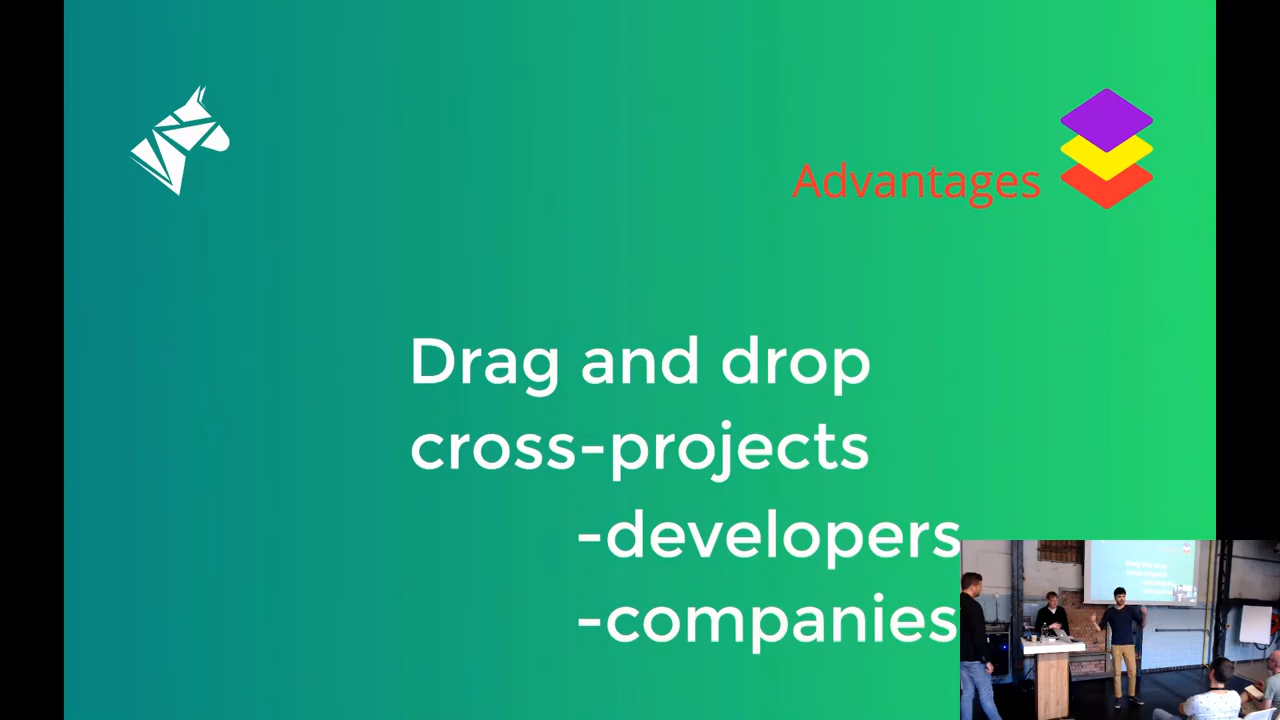 Advantages
Drag and drop
cross-projects
-developers
-companies